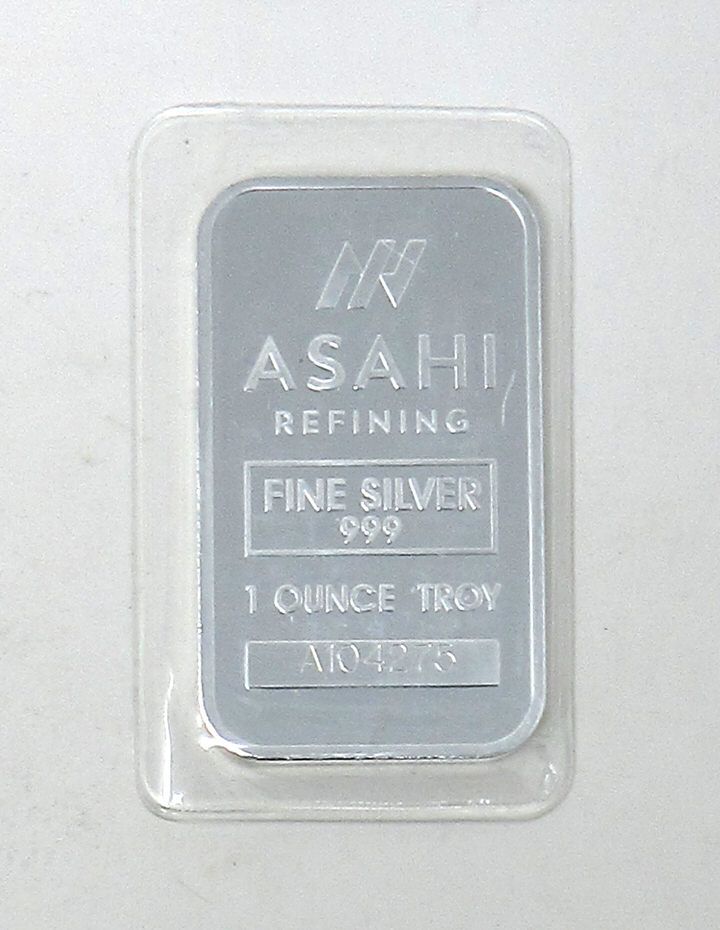 ASAHI
REFINING
FINE SILVER
999
1 OUNCE TROY
A104275